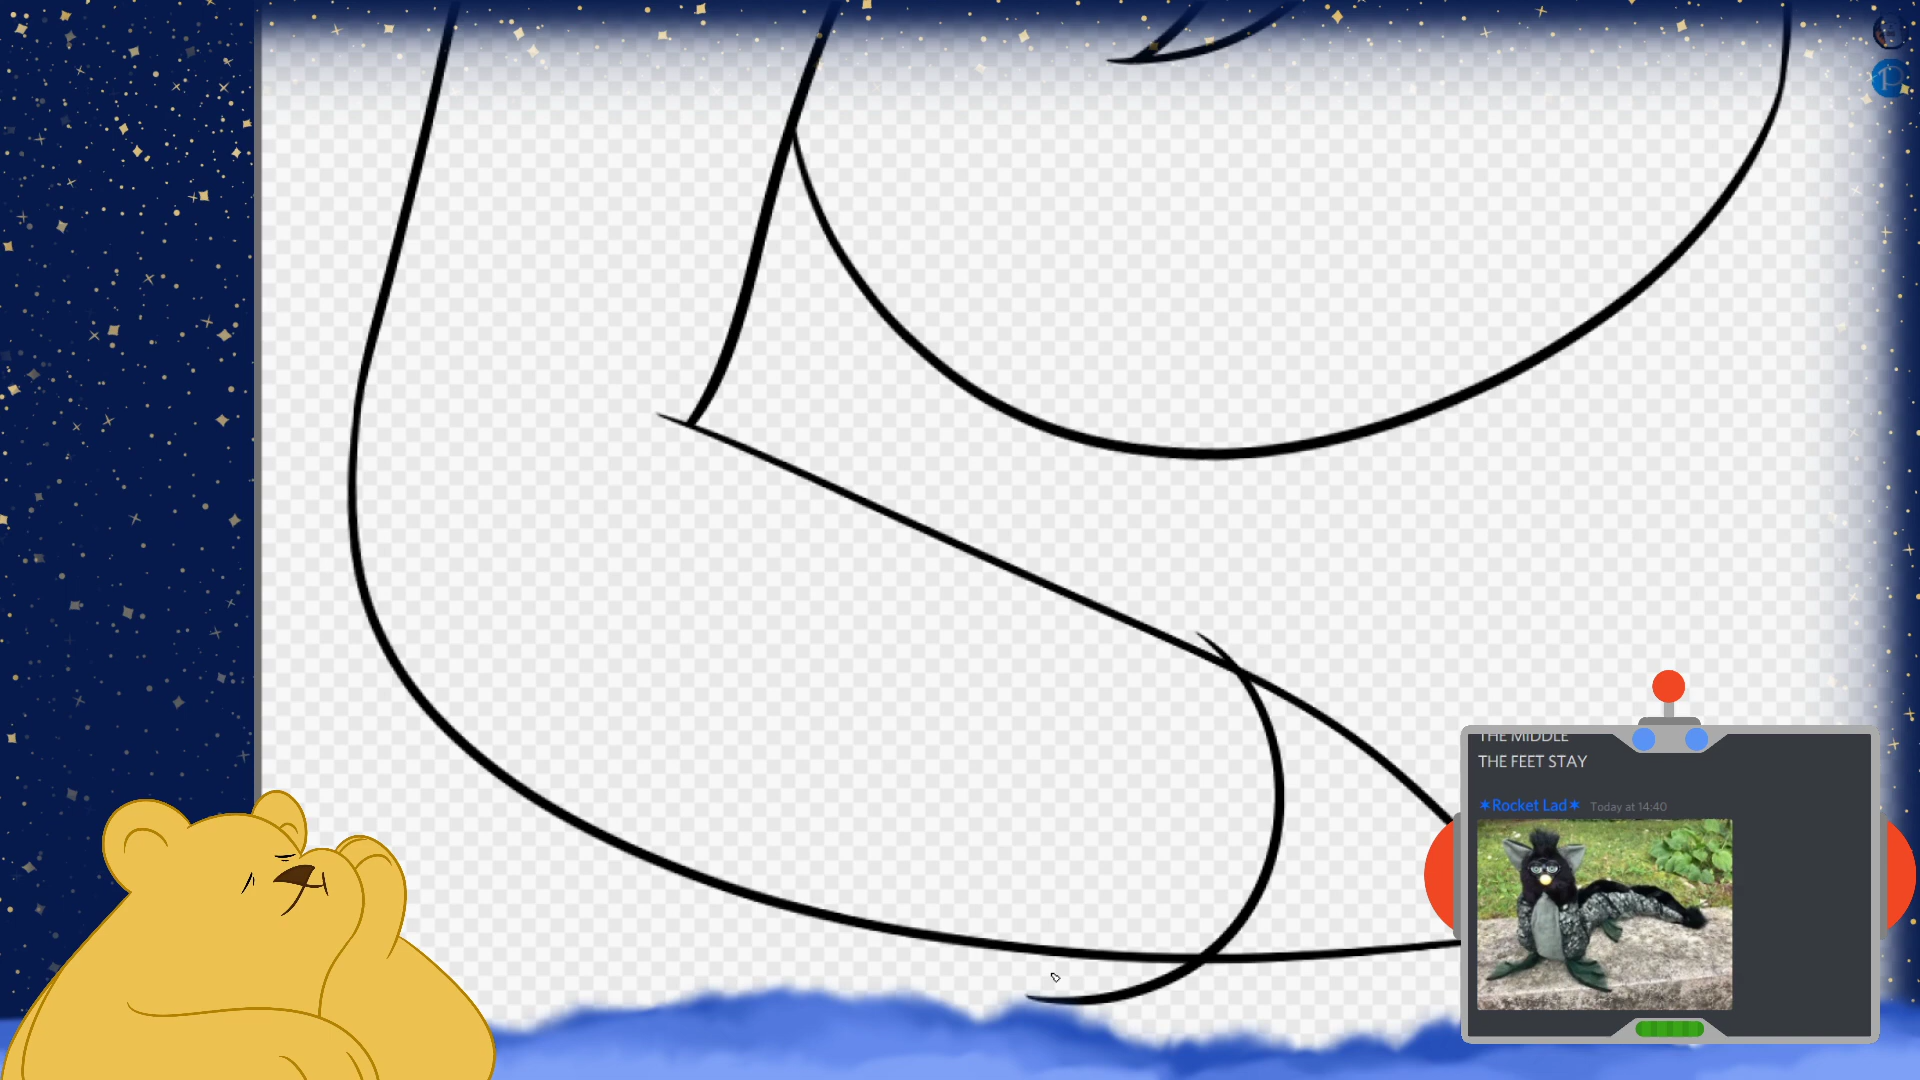 THE MIDDLE
THE FEET STAY
✶Rocket Lad✶ Today at 14:40